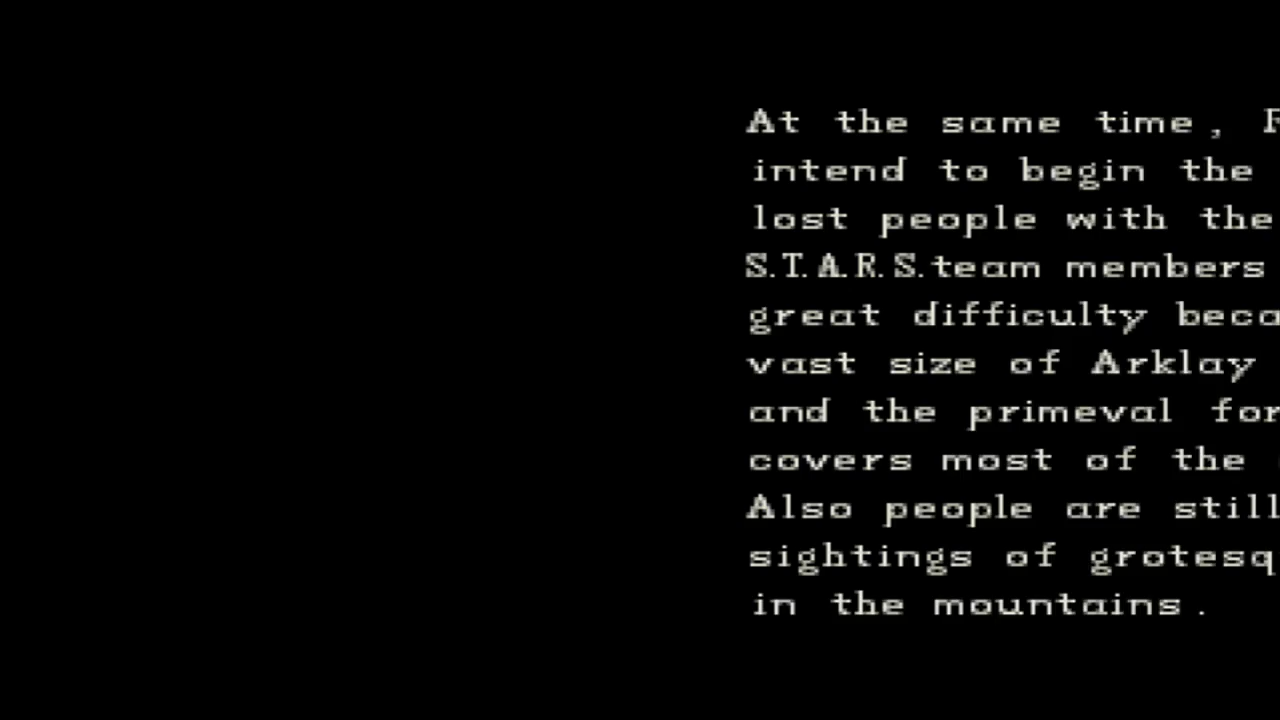 At the same time,
intend to begin the
lost people with the
S.T.A.R.S.team members
great difficulty
vast size of Arklay
and the primeval
covers most of the
Also people are still
sightings of
in the mountains.